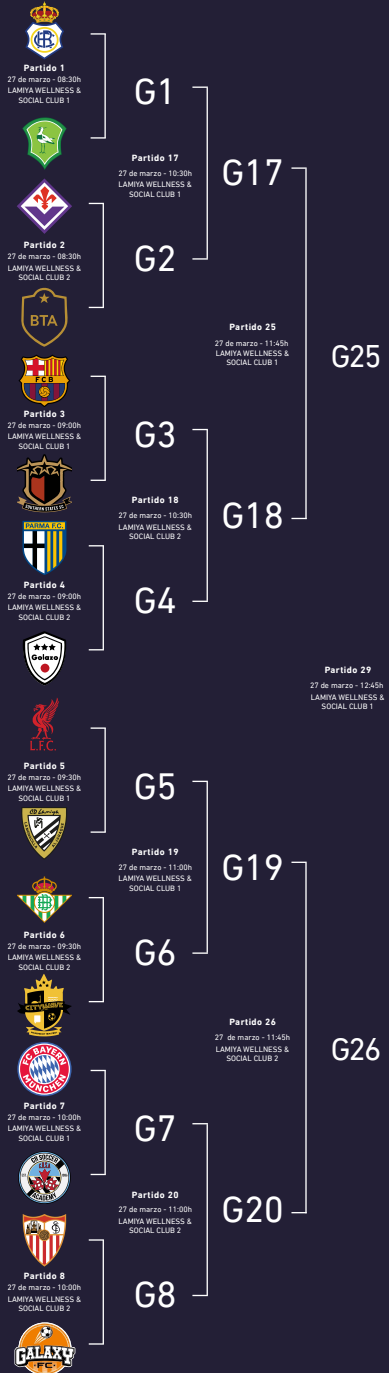 Partido 1
27 de marzo - 08:30h
LAMIYA WELLNESS &
SOCIAL CLUB 1
G1
Partido 17
27 de marzo - 10:30h
LAMIYA WELLNESS &
SOCIAL CLUB 1
G17
Partido 2
27 de marzo - 08:30h
LAMIYA WELLNESS &
SOCIAL CLUB 2
G2
BTA
Partido 25
27 de marzo - 11:45h
LAMIYA WELLNESS &
SOCIAL CLUB 1
G25
FCB
Partido 3
27 de marzo - 09:00h
LAMIYA WELLNESS &
SOCIAL CLUB 1
G3
SOUTHERN STATES SC
Partido 18
27 de marzo - 10:30h
LAMIYA WELLNESS &
SOCIAL CLUB 2
G18
PARMA F.C.
Partido 4
27 de marzo - 09:00h
LAMIYA WELLNESS &
SOCIAL CLUB 2
G4
Golazo
Partido 29
27 de marzo - 12:45h
LAMIYA WELLNESS &
SOCIAL CLUB 1
L.F.C.
Partido 5
27 de marzo - 09:30h
LAMIYA WELLNESS &
SOCIAL CLUB 1
G5
CD Lamiya
Partido 19
27 de marzo - 11:00h
LAMIYA WELLNESS &
SOCIAL CLUB 1
G19
Partido 6
27 de marzo - 09:30h
LAMIYA WELLNESS &
SOCIAL CLUB 2
G6
CITYWAVE
Partido 26
27 de marzo - 11:45h
LAMIYA WELLNESS &
SOCIAL CLUB 2
G26
FC BAYERN
MÜNCHEN
Partido 7
27 de marzo - 10:00h
LAMIYA WELLNESS &
SOCIAL CLUB 1
G7
SOCCER
ACADEMY
Partido 20
27 de marzo - 11:00h
LAMIYA WELLNESS &
SOCIAL CLUB 2
G20
Partido 8
27 de marzo - 10:00h
LAMIYA WELLNESS &
SOCIAL CLUB 2
G8
GALAXY
FC